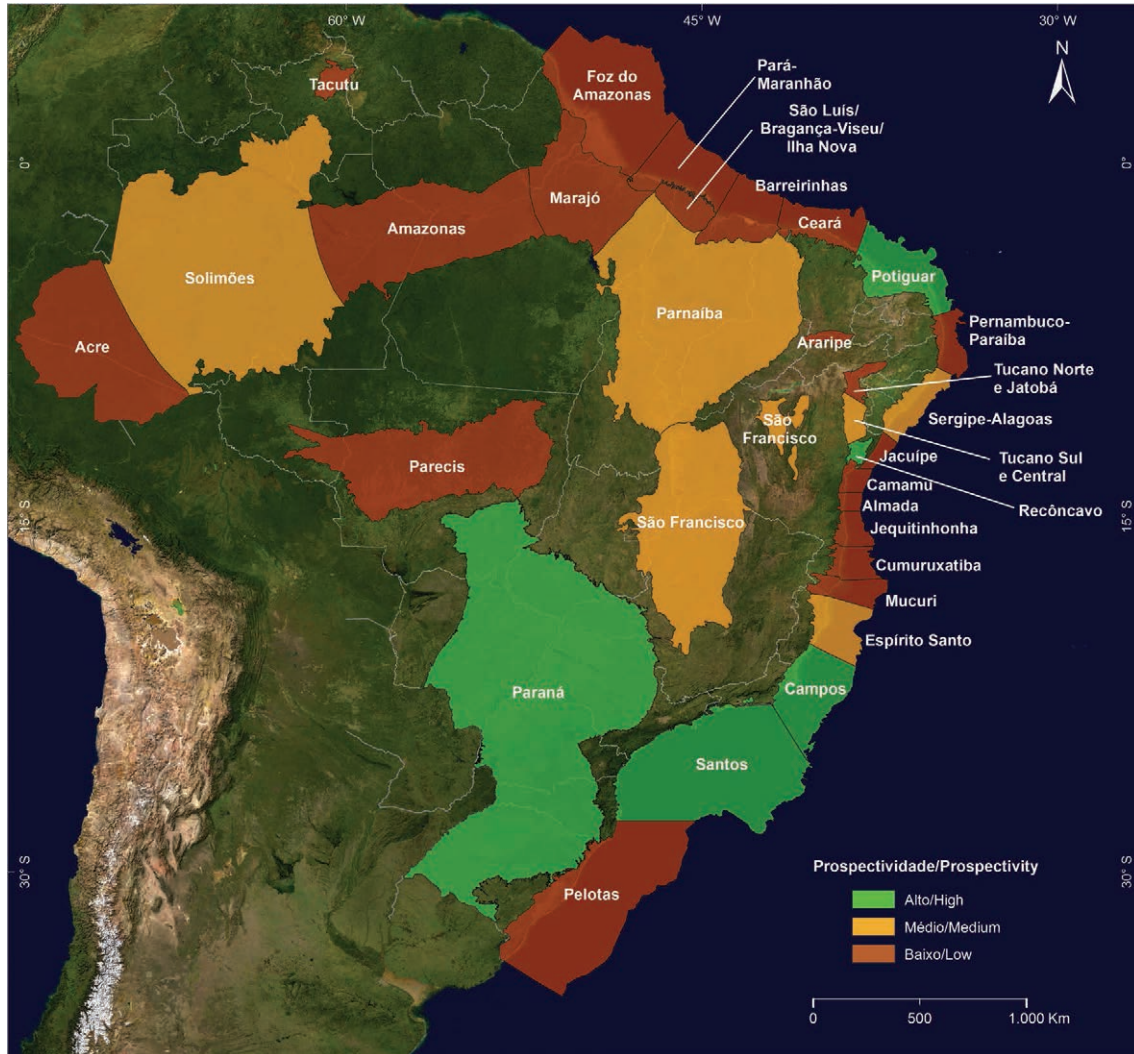 60° W
45° W
30° W
N
Pará-
Maranhão
Foz do
Amazonas
Tacutu
São Luís/
Bragança-Viseu/
Ilha Nova
0°
0°
Barreirinhas
Marajó
Ceará
Amazonas
Solimões
Potiguar
Parnaíba
Pernambuco-
Paraíba
Araripe
Acre
Tucano Norte
e Jatobá
Sergipe-Alagoas
São
Francisco
Jacuípe
Tucano Sul
e Central
Parecis
Camamu
Almada
Recôncavo
15° S
15° S
São Francisco
Jequitinhonha
Cumuruxatiba
Mucuri
Espírito Santo
Paraná
Campos
Santos
30° S
30° S
Pelotas
Prospectividade/Prospectivity
Alto/High
Médio/Medium
Baixo/Low
0
500
1.000 Km